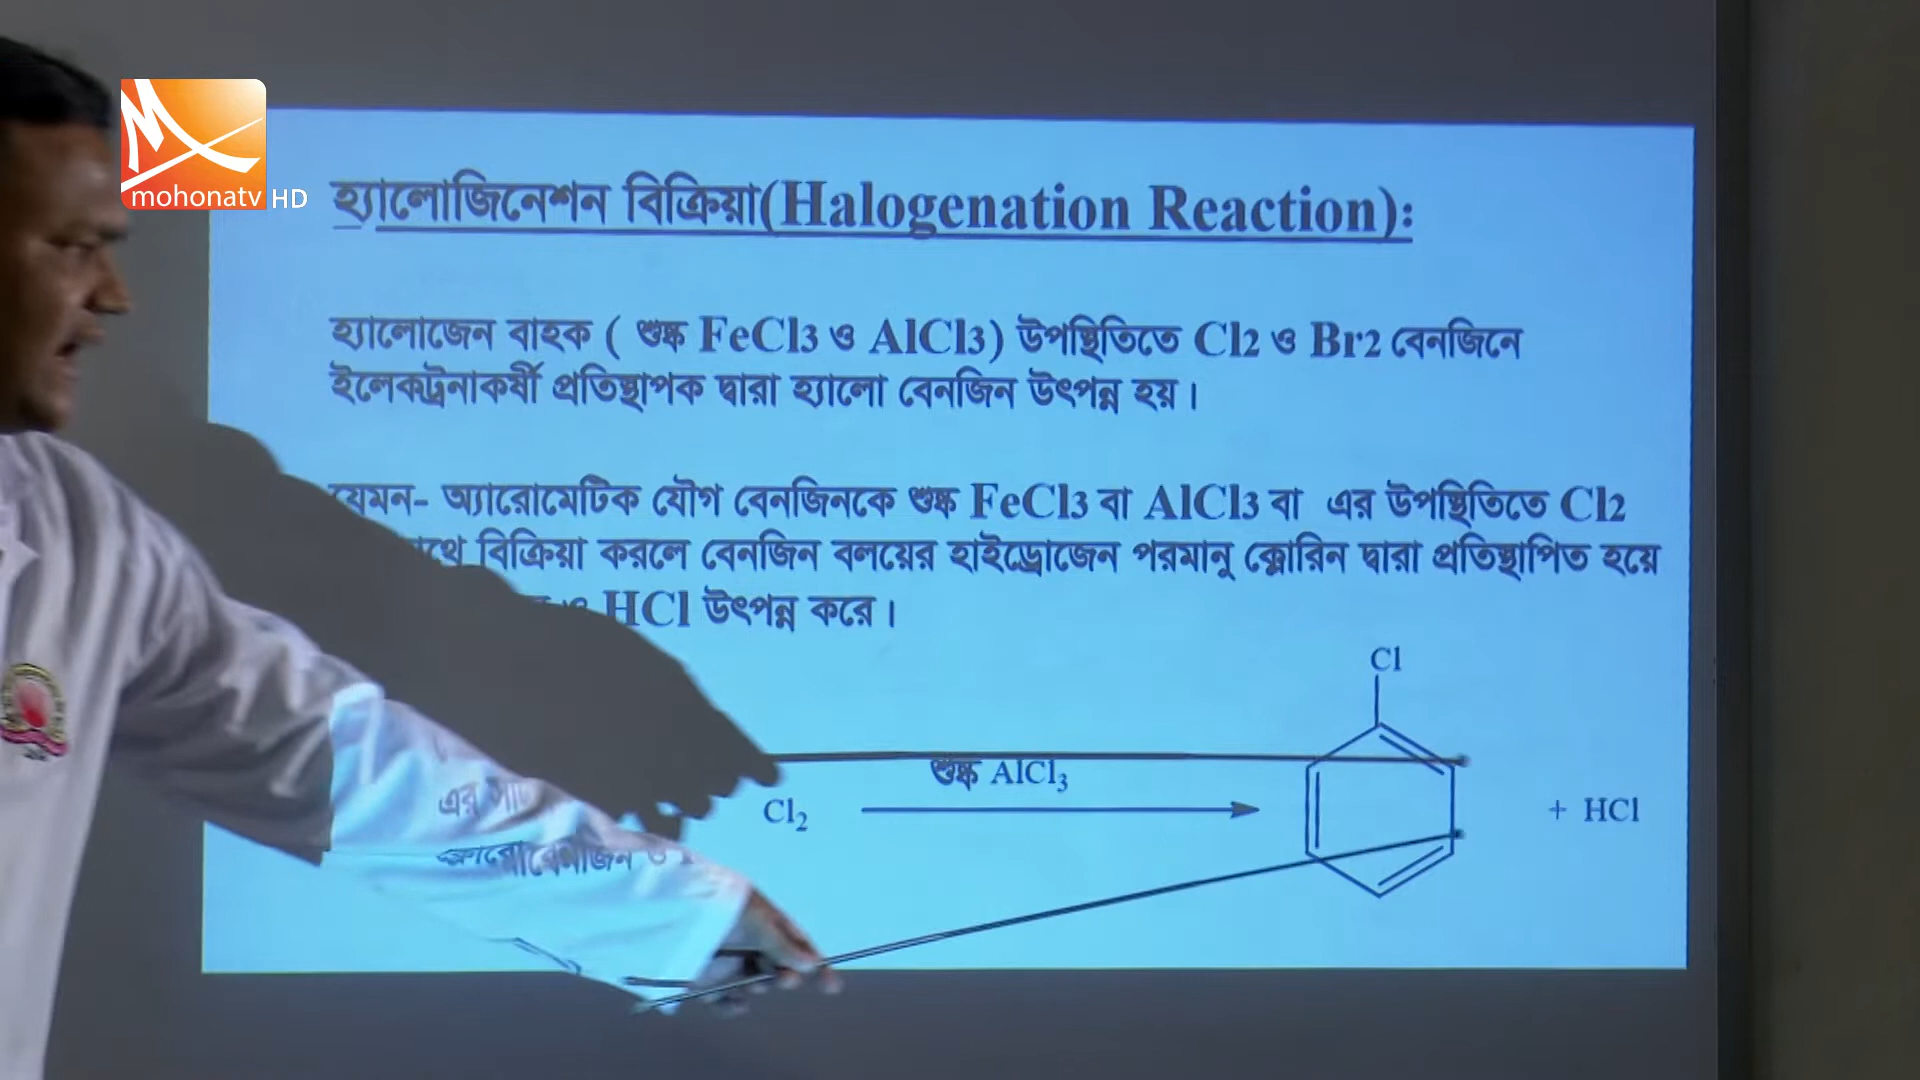 mohonatv HD
হ্যালোজিনেশন বিক্রিয়া(Halogenation Reaction):
হ্যালোজেন বাহক ( শুষ্ক FeCl3 ও AlCl3) উপস্থিতিতে Cl2 ও Br2 বেনজিনে
ইলেকট্রনাকর্ষী প্রতিস্থাপক দ্বারা হ্যালো বেনজিন উৎপন্ন হয়।
যেমন- অ্যারোমেটিক যৌগ বেনজিনকে শুষ্ক FeCl3 বা AlCl3 বা এর উপস্থিতিতে Cl2
বিক্রিয়া করলে বেনজিন বলয়ের হাইড্রোজেন পরমানু ক্লোরিন দ্বারা প্রতিস্থাপিত হয়ে
ও HCl উৎপন্ন করে।
Cl
শুষ্ক AlCl3
Cl2
+ HCl
এর
ক্লোরোবেনজিন ও